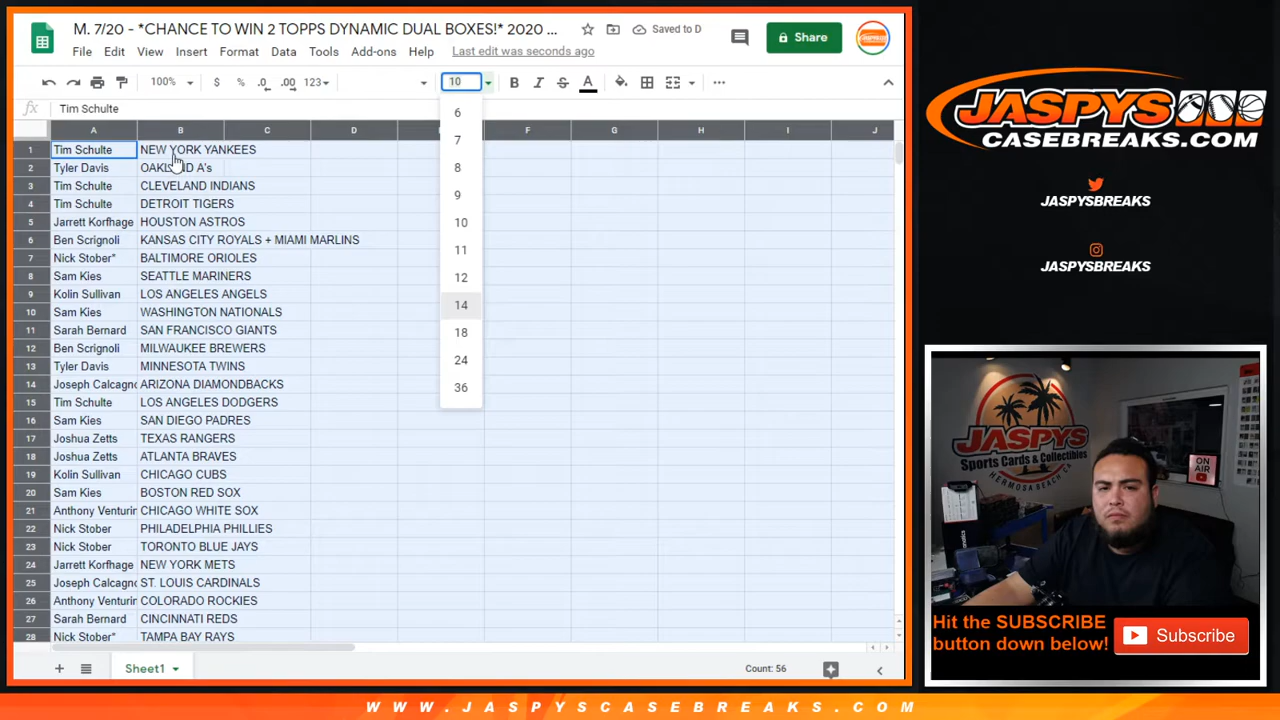 M. 7/20 - *CHANCE TO WIN 2 TOPPS DYNAMIC DUAL BOXES!* 2020 ...
Saved to D
Share
File Edit View Insert Format Data Tools Add-ons Help Last edit was seconds ago
100% $ % .0 .00 123 10
fx Tim Schulte
A B C D F G H I J
1 Tim Schulte NEW YORK YANKEES
2 Tyler Davis OAKLAND A's
3 Tim Schulte CLEVELAND INDIANS
4 Tim Schulte DETROIT TIGERS
5 Jarrett Korfhage HOUSTON ASTROS
6 Ben Scrignoli KANSAS CITY ROYALS + MIAMI MARLINS
7 Nick Stober" BALTIMORE ORIOLES
8 Sam Kies SEATTLE MARINERS
9 Kolin Sullivan LOS ANGELES ANGELS
10 Sam Kies WASHINGTON NATIONALS
11 Sarah Bernard SAN FRANCISCO GIANTS
12 Ben Scrignoli MILWAUKEE BREWERS
13 Tyler Davis MINNESOTA TWINS
14 Joseph Calcagno ARIZONA DIAMONDBACKS
15 Tim Schulte LOS ANGELES DODGERS
16 Sam Kies SAN DIEGO PADRES
17 Joshua Zetts TEXAS RANGERS
18 Joshua Zetts ATLANTA BRAVES
19 Kolin Sullivan CHICAGO CUBS
20 Sam Kies BOSTON RED SOX
21 Anthony Venturin CHICAGO WHITE SOX
22 Nick Stober PHILADELPHIA PHILLIES
23 Nick Stober TORONTO BLUE JAYS
24 Jarrett Korfhage NEW YORK METS
25 Joseph Calcagno ST. LOUIS CARDINALS
26 Anthony Venturin COLORADO ROCKIES
27 Sarah Bernard CINCINNATI REDS
28 Nick Stober" TAMPA BAY RAYS
6
7
8
9
10
11
12
14
18
24
36
Sheet1
Count: 56
JASPYS
CASEBREAKS.COM
JASPYSBREAKS
JASPYSBREAKS
JASPYS
Sports Cards & Collectibles
HERMOSA BEACH CA
ON AIR
Hit the SUBSCRIBE
button down below!
Subscribe
WWW.JASPYSCASEBREAKS.COM